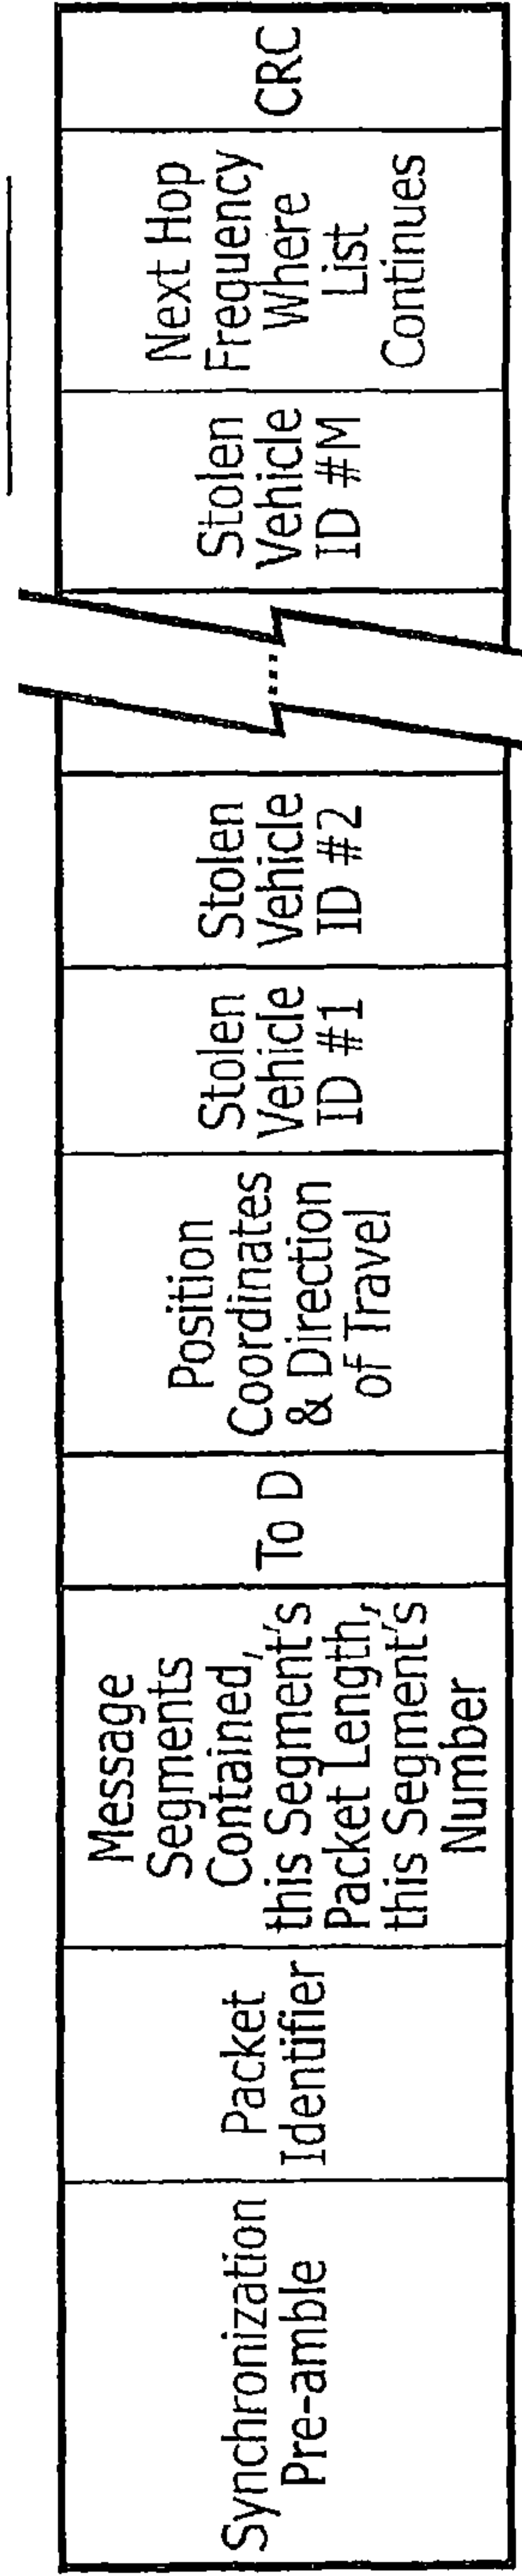 Synchronization
Pre-amble
Packet
Identifier
Message
Segments
Contained,
this Segment's
Packet Length,
this Segment's
Number
To D
Position
Coordinates
& Direction
of Travel
Stolen
Vehicle
ID #1
Stolen
Vehicle
ID #2
...
Stolen
Vehicle
ID #M
Next Hop
Frequency
Where
List
Continues
CRC